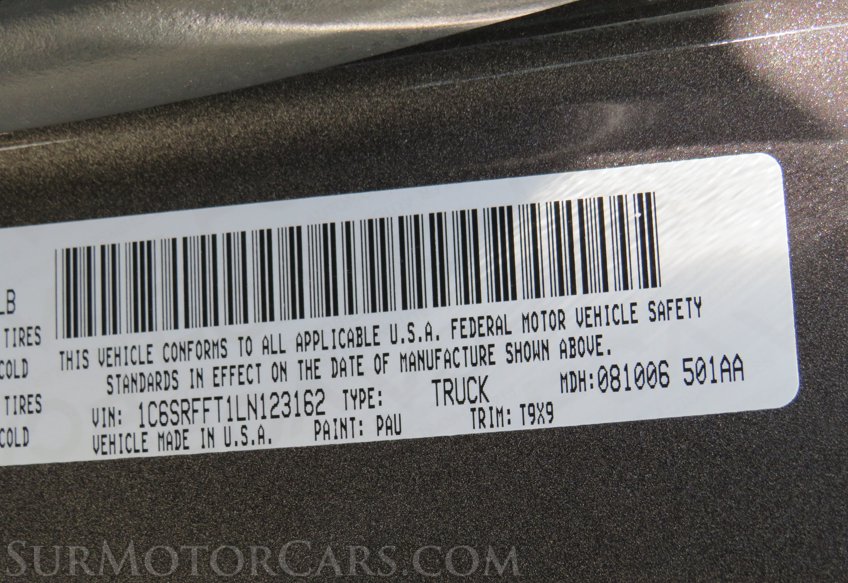 LB
TIRES
COLD
TIRES
COLD
THIS VEHICLE CONFORMS TO ALL APPLICABLE U.S.A. FEDERAL MOTOR VEHICLE SAFETY
STANDARDS IN EFFECT ON THE DATE OF MANUFACTURE SHOWN ABOVE.
VIN: 1C6SRFFT1LN123162 TYPE: TRUCK MDH:081006 501AA
VEHICLE MADE IN U.S.A. PAINT: PAU TRIM: T9X9
SURMOTORCARS.COM